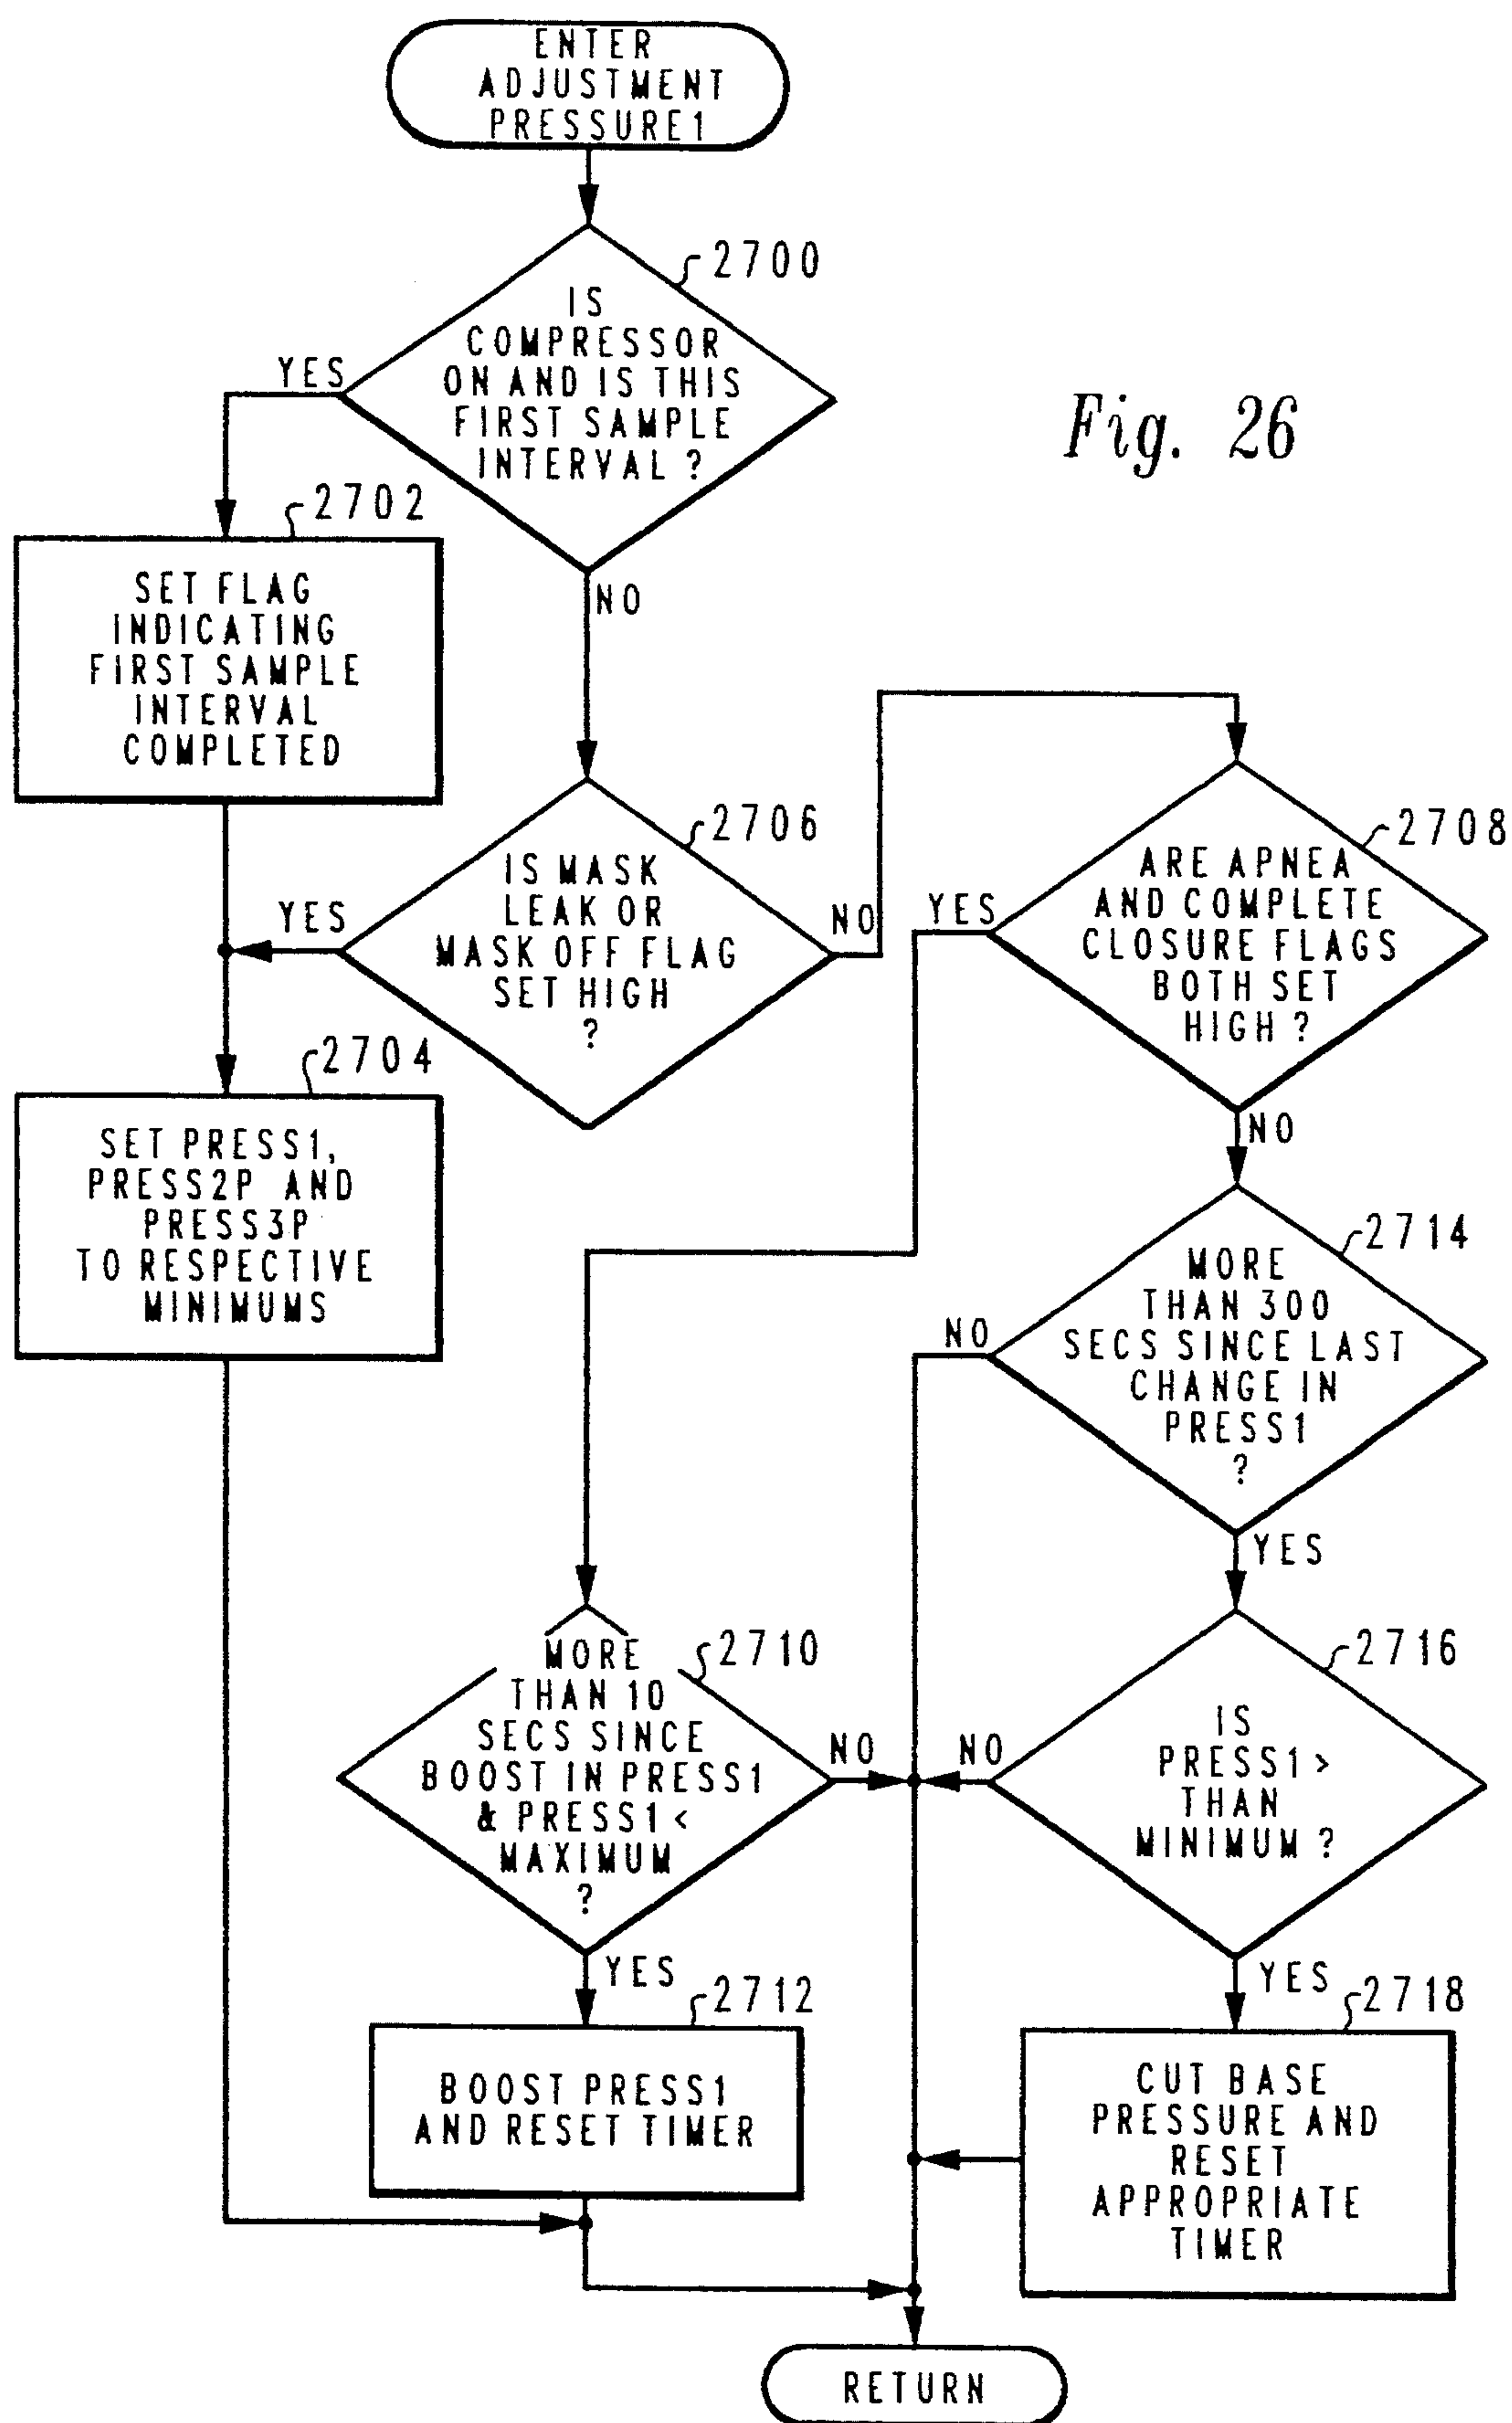 ENTER
ADJUSTMENT
PRESSURE1
2700
IS
COMPRESSOR
ON AND IS THIS
FIRST SAMPLE
INTERVAL ?
YES
NO
Fig. 26
2702
SET FLAG
INDICATING
FIRST SAMPLE
INTERVAL
COMPLETED
2706
IS MASK
LEAK OR
MASK OFF FLAG
SET HIGH
?
YES
NO
2708
ARE APNEA
AND COMPLETE
CLOSURE FLAGS
BOTH SET
HIGH ?
YES
NO
2704
SET PRESS1,
PRESS2P AND
PRESS3P
TO RESPECTIVE
MINIMUMS
2714
MORE
THAN 300
SECS SINCE LAST
CHANGE IN
PRESS1
?
NO
YES
2710
MORE
THAN 10
SECS SINCE
BOOST IN PRESS1
& PRESS1 <
MAXIMUM
?
NO
YES
2716
IS
PRESS1 >
THAN
MINIMUM ?
NO
YES
2712
BOOST PRESS1
AND RESET TIMER
2718
CUT BASE
PRESSURE AND
RESET
APPROPRIATE
TIMER
RETURN